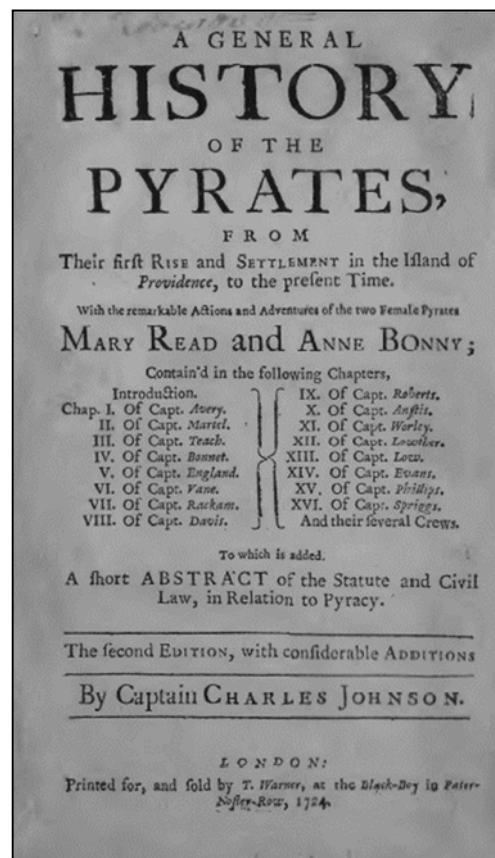 A GENERAL
HISTORY
OF THE
PYRATES,
FROM
Their firſt RISE and SETTLEMENT in the Iſland of
Providence, to the preſent Time.
With the remarkable Actions and Adventures of the two Female Pyrates
MARY READ and ANNE BONNY;
Contain'd in the following Chapters,
Introduction.
Chap. I. Of Capt. Avery.
II. Of Capt. Martel.
III. Of Capt. Teach.
IV. Of Capt. Bonnet.
V. Of Capt. England.
VI. Of Capt. Vane.
VII. Of Capt. Rackam.
VIII. Of Capt. Davis.
IX. Of Capt. Roberts.
X. Of Capt. Anſtis.
XI. Of Capt. Worley.
XII. Of Capt. Lowther.
XIII. Of Capt. Low.
XIV. Of Capt. Evans.
XV. Of Capt. Phillips.
XVI. Of Capt. Spriggs.
And their ſeveral Crews.
To which is added.
A ſhort ABSTRACT of the Statute and Civil
Law, in Relation to Pyracy.
The ſecond EDITION, with conſiderable ADDITIONS
By Captain CHARLES JOHNSON.
LONDON:
Printed for, and ſold by T. Warner, at the Black-Boy in Pater-
Noſter-Row, 1724.